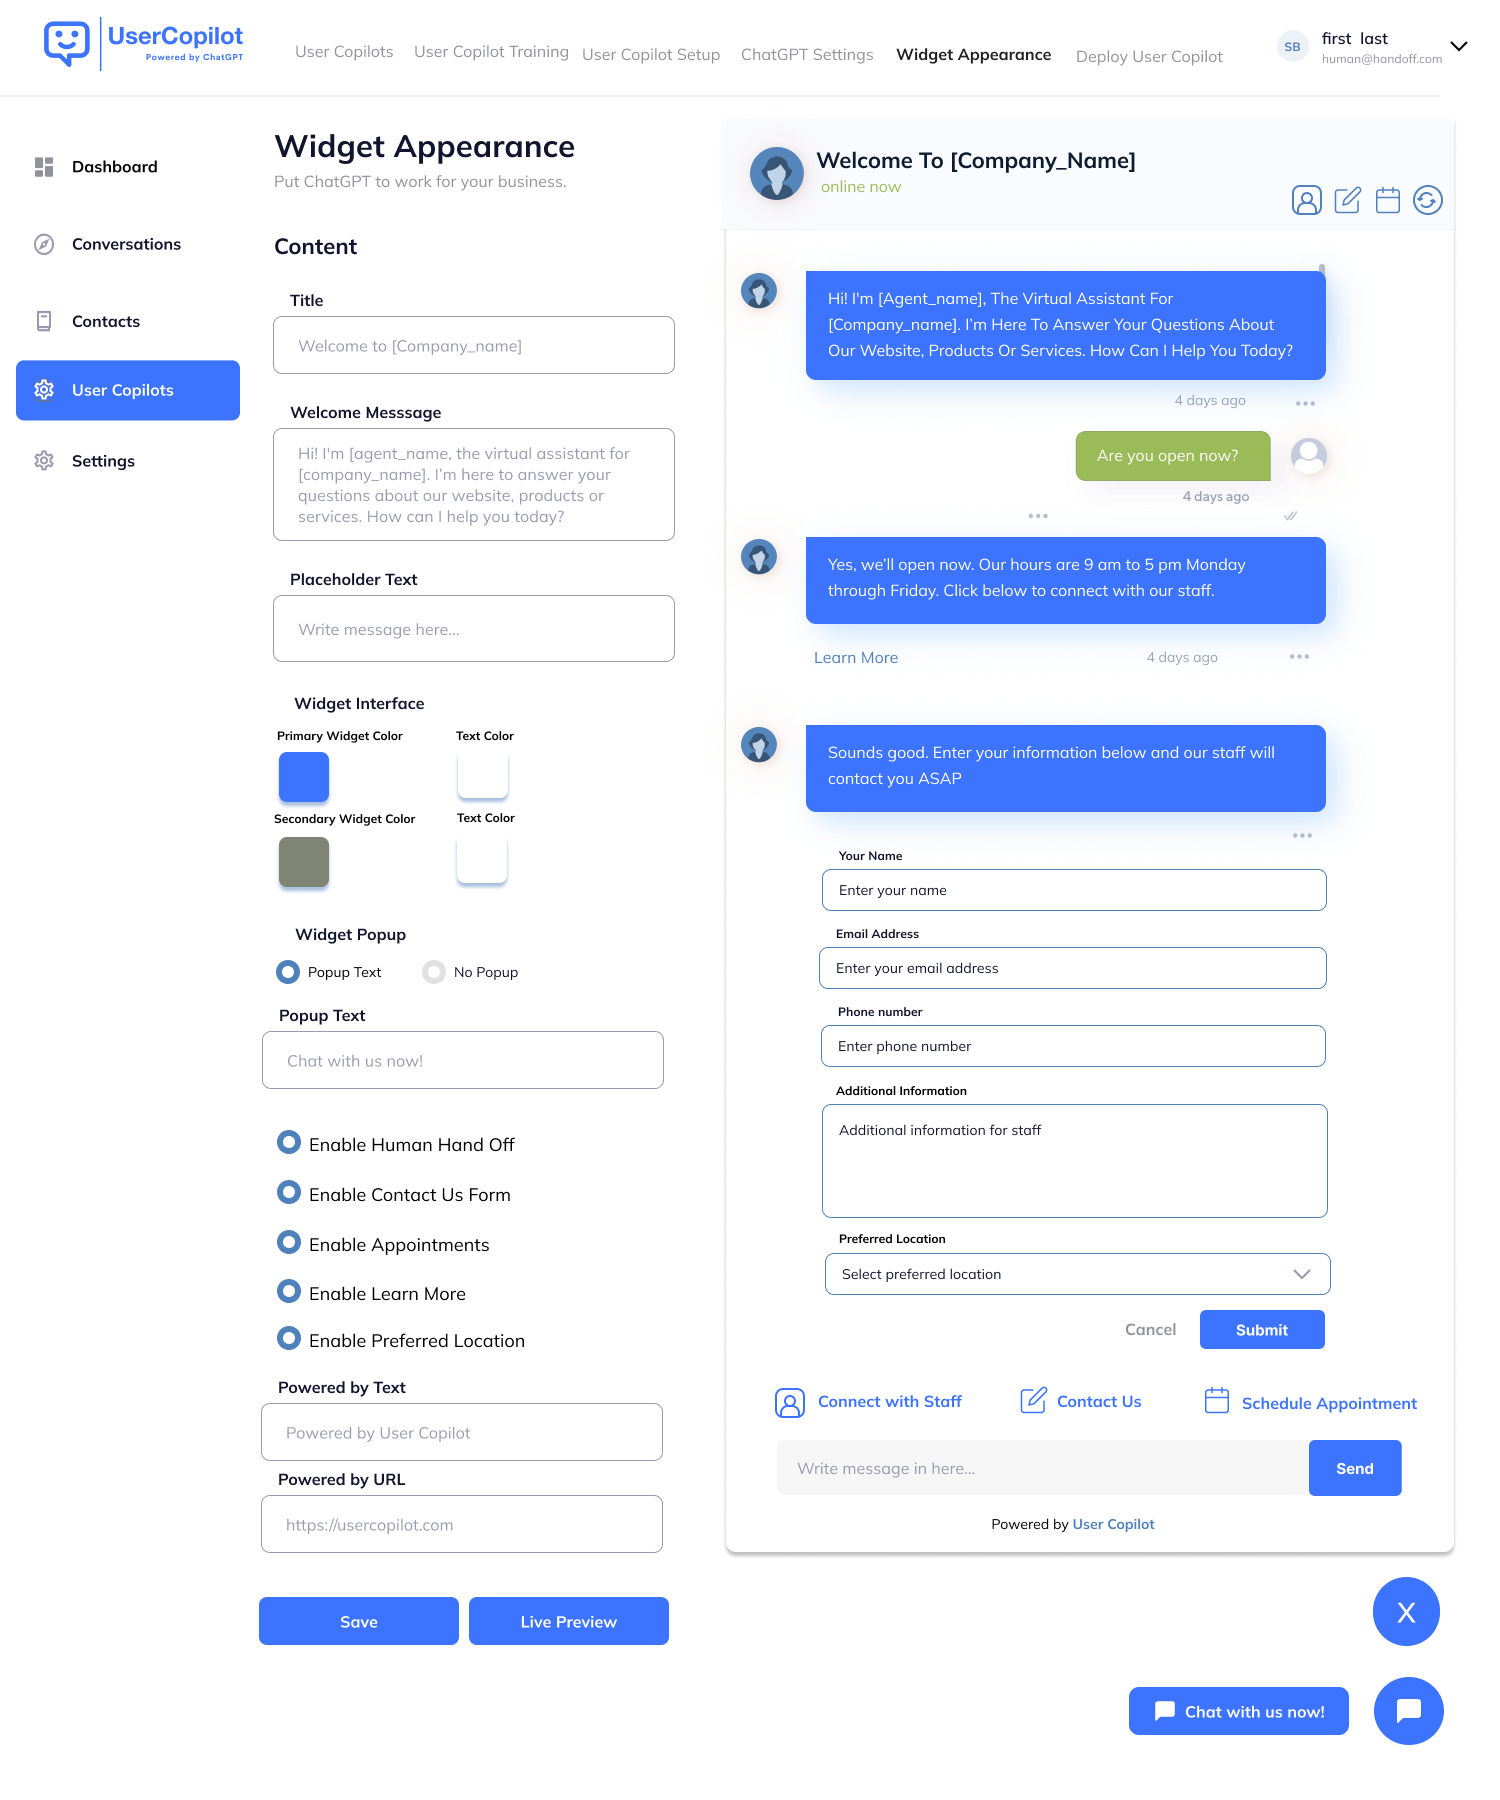 UserCopilot
Powered by ChatGPT
User Copilots
User Copilot Training
User Copilot Setup
ChatGPT Settings
Widget Appearance
Deploy User Copilot
SB
first last
human@handoff.com
Dashboard
Conversations
Contacts
User Copilots
Settings
Widget Appearance
Put ChatGPT to work for your business.
Content
Title
Welcome to [Company_name]
Welcome Messsage
Hi! I'm [agent_name, the virtual assistant for
[company_name]. I'm here to answer your
questions about our website, products or
services. How can I help you today?
Placeholder Text
Write message here...
Widget Interface
Primary Widget Color
Text Color
Secondary Widget Color
Text Color
Widget Popup
Popup Text
No Popup
Popup Text
Chat with us now!
Enable Human Hand Off
Enable Contact Us Form
Enable Appointments
Enable Learn More
Enable Preferred Location
Powered by Text
Powered by User Copilot
Powered by URL
https://usercopilot.com
Save
Live Preview
Welcome To [Company_Name]
online now
Hi! I'm [Agent_name], The Virtual Assistant For
[Company_name]. I'm Here To Answer Your Questions About
Our Website, Products Or Services. How Can I Help You Today?
4 days ago
Are you open now?
4 days ago
Yes, we'll open now. Our hours are 9 am to 5 pm Monday
through Friday. Click below to connect with our staff.
Learn More
4 days ago
Sounds good. Enter your information below and our staff will
contact you ASAP
Your Name
Enter your name
Email Address
Enter your email address
Phone number
Enter phone number
Additional Information
Additional information for staff
Preferred Location
Select preferred location
Cancel
Submit
Connect with Staff
Contact Us
Schedule Appointment
Write message in here...
Send
Powered by User Copilot
X
Chat with us now!